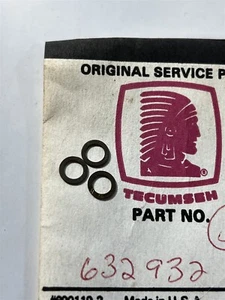 ORIGINAL SERVICE P
TECUMSEH
PART NO.
632932
Made in U.S.A.